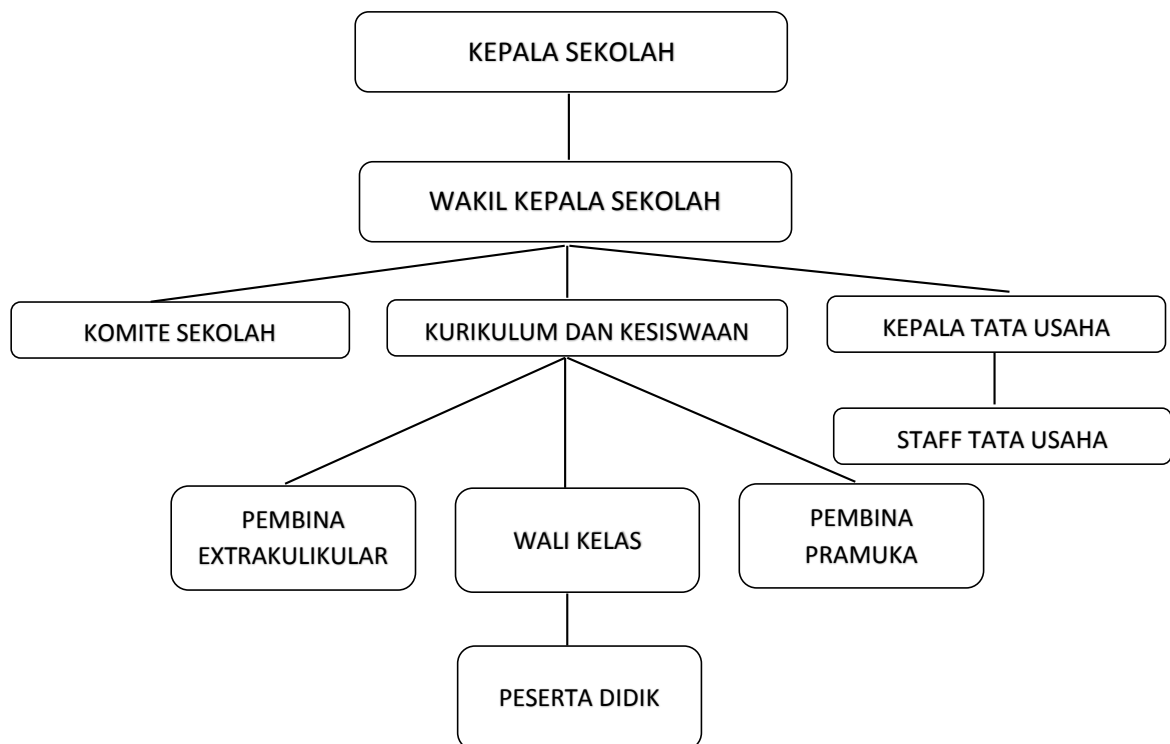 KEPALA SEKOLAH
WAKIL KEPALA SEKOLAH
KOMITE SEKOLAH
KURIKULUM DAN KESISWAAN
KEPALA TATA USAHA
STAFF TATA USAHA
PEMBINA
EXTRAKULIKULAR
WALI KELAS
PEMBINA
PRAMUKA
PESERTA DIDIK